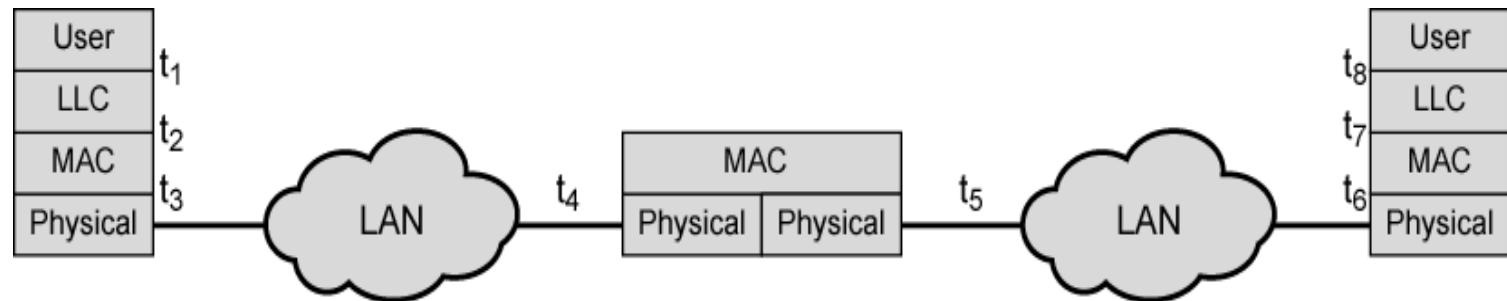 User
t1
LLC
t2
MAC
t3
Physical
LAN
t4
MAC
Physical
Physical
t5
LAN
User
t8
LLC
t7
MAC
t6
Physical